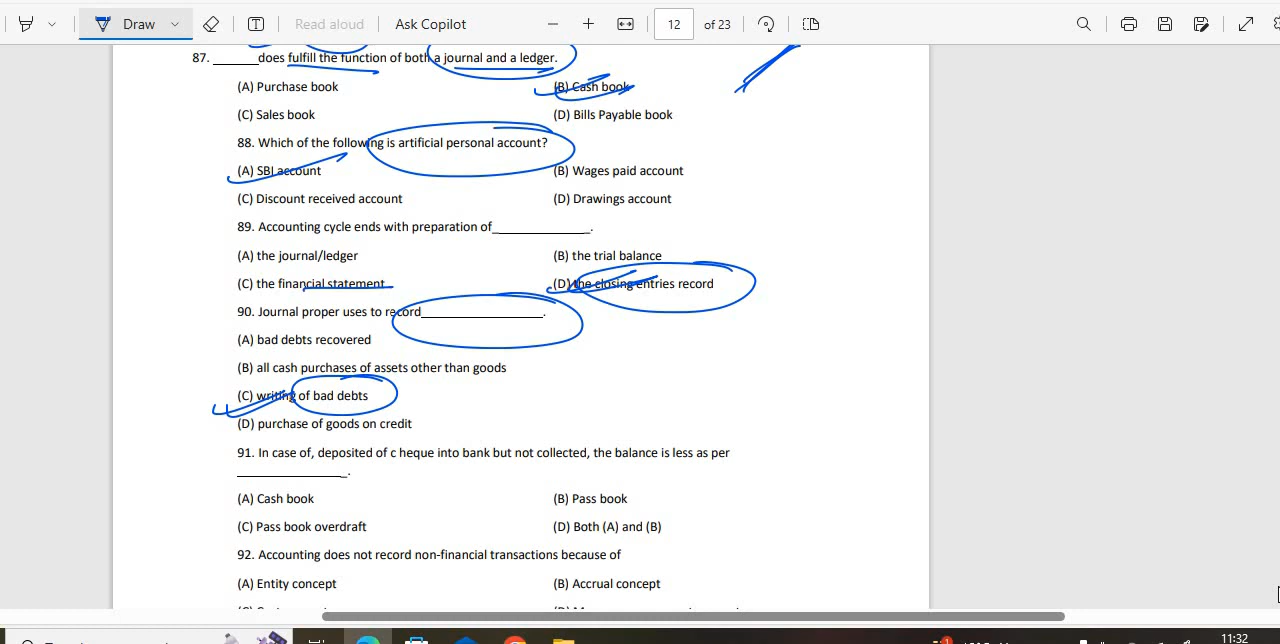 Draw
Read aloud
Ask Copilot
12 of 23
87. _______does fulfill the function of both a journal and a ledger.
(A) Purchase book (B) Cash book
(C) Sales book (D) Bills Payable book
88. Which of the following is artificial personal account?
(A) SBI account (B) Wages paid account
(C) Discount received account (D) Drawings account
89. Accounting cycle ends with preparation of_______________.
(A) the journal/ledger (B) the trial balance
(C) the financial statement (D) the closing entries record
90. Journal proper uses to record___________________.
(A) bad debts recovered
(B) all cash purchases of assets other than goods
(C) writing of bad debts
(D) purchase of goods on credit
91. In case of, deposited of c heque into bank but not collected, the balance is less as per
_________________.
(A) Cash book (B) Pass book
(C) Pass book overdraft (D) Both (A) and (B)
92. Accounting does not record non-financial transactions because of
(A) Entity concept (B) Accrual concept
11:32